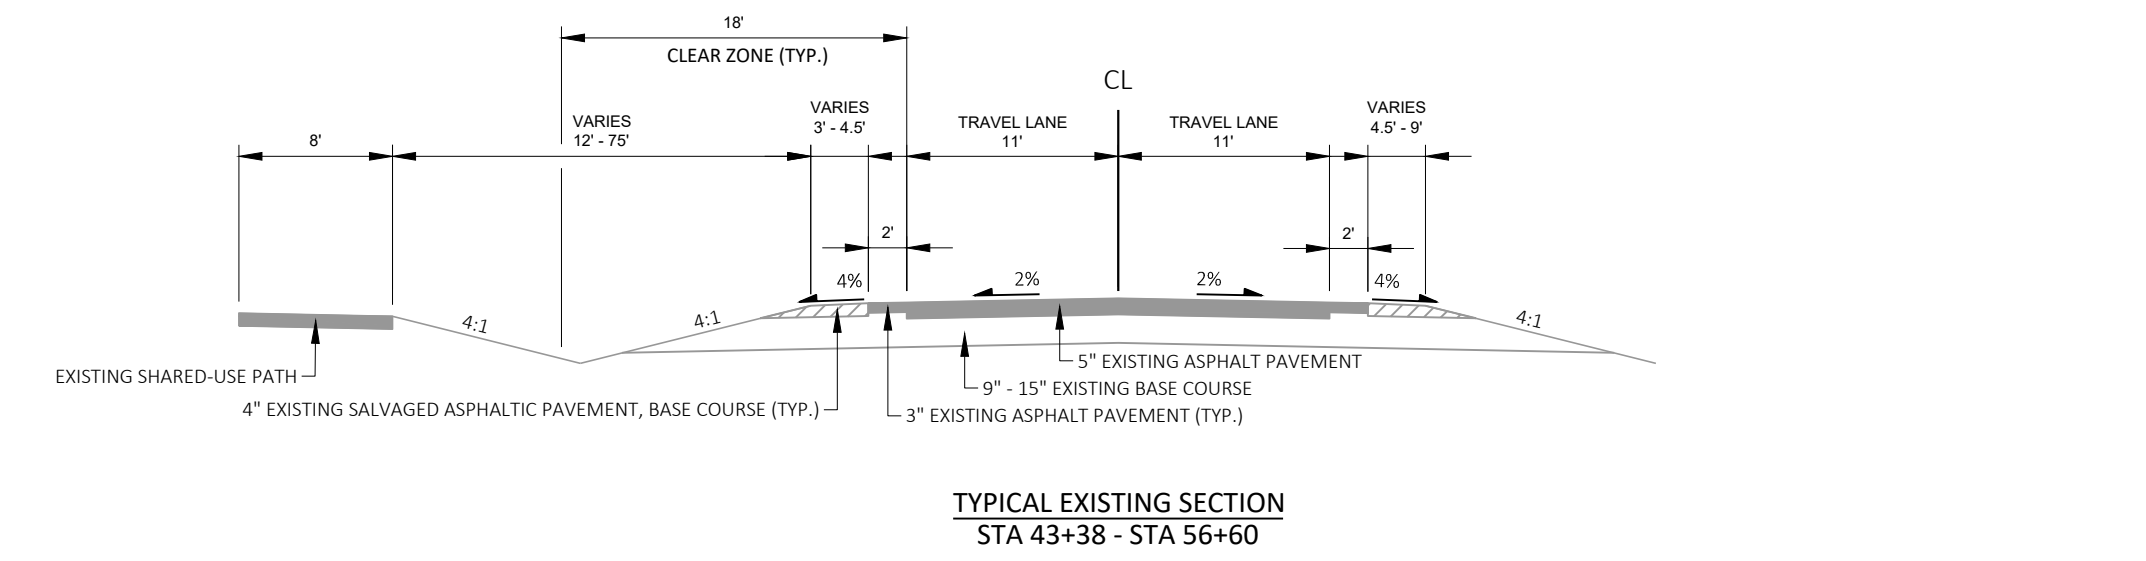 18'
CLEAR ZONE (TYP.)
CL
8'
VARIES
12' - 75'
VARIES
3' - 4.5'
TRAVEL LANE
11'
TRAVEL LANE
11'
VARIES
4.5' - 9'
2'
2'
4%
2%
2%
4%
4:1
4:1
4:1
EXISTING SHARED-USE PATH
5" EXISTING ASPHALT PAVEMENT
9" - 15" EXISTING BASE COURSE
4" EXISTING SALVAGED ASPHALTIC PAVEMENT, BASE COURSE (TYP.)
3" EXISTING ASPHALT PAVEMENT (TYP.)
TYPICAL EXISTING SECTION
STA 43+38 - STA 56+60